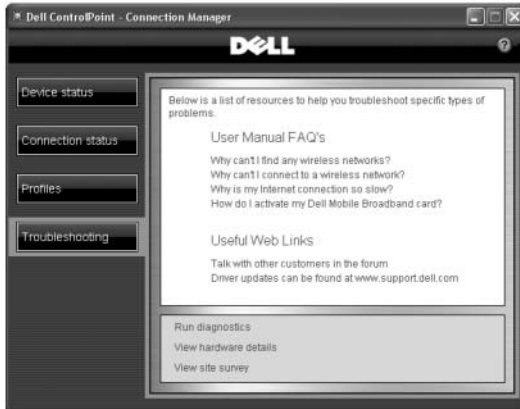 Dell ControlPoint - Connection Manager
DELL
?
Device status
Connection status
Profiles
Troubleshooting
Below is a list of resources to help you troubleshoot specific types of
problems.
User Manual FAQ's
Why can't I find any wireless networks?
Why can't I connect to a wireless network?
Why is my Internet connection so slow?
How do I activate my Dell Mobile Broadband card?
Useful Web Links
Talk with other customers in the forum
Driver updates can be found at www.support.dell.com
Run diagnostics
View hardware details
View site survey